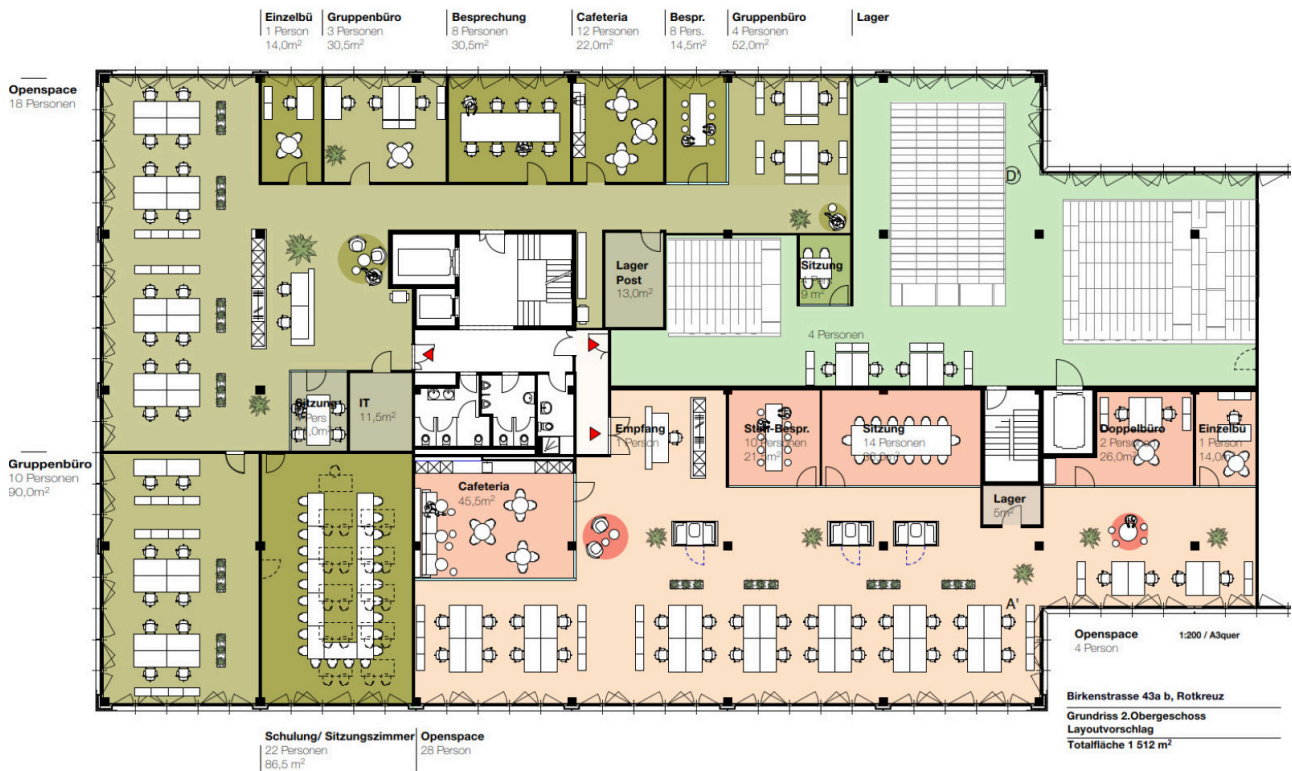 Einzelbü
1 Person
14,0m²
Gruppenbüro
3 Personen
30,5m²
Besprechung
8 Personen
30,5m²
Cafeteria
12 Personen
22,0m²
Bespr.
8 Pers.
14,5m²
Gruppenbüro
4 Personen
52,0m²
Lager
Openspace
18 Personen
D'
Lager
Post
13,0m²
Sitzung
9 m²
4 Personen
Sitzung
IT
11,5m²
Empfang
1 Person
10 Personen
Sitzung
14 Personen
Doppelbüro
2 Personen
26,0m²
Einzelbü
1 Person
14,0m²
Gruppenbüro
10 Personen
90,0m²
Cafeteria
45,5m²
Lager
5m²
A'
Openspace
4 Person
1:200 / A3quer
Birkenstrasse 43a b, Rotkreuz
Grundriss 2.Obergeschoss
Layoutvorschlag
Totalfläche 1 512 m²
Schulung/ Sitzungszimmer
22 Personen
86,5 m²
Openspace
28 Person